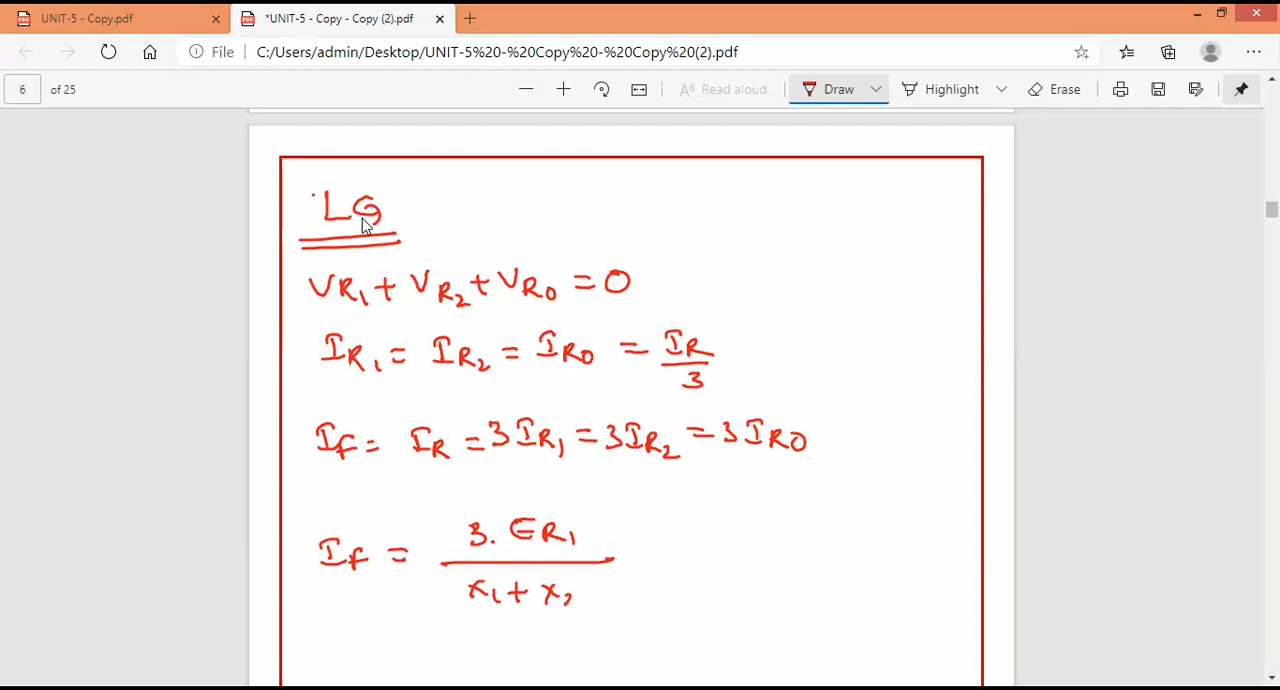 UNIT-5 - Copy.pdf
*UNIT-5 - Copy - Copy (2).pdf
File C:/Users/admin/Desktop/UNIT-5%20-%20Copy%20-%20Copy%20(2).pdf
6 of 25 Read aloud Draw Highlight Erase
LG
VR1 + VR2 + VR0 = 0
IR1 = IR2 = IR0 = IR/3
If = IR = 3IR1 = 3IR2 = 3IR0
If = 3. ER1 / x1 + x2